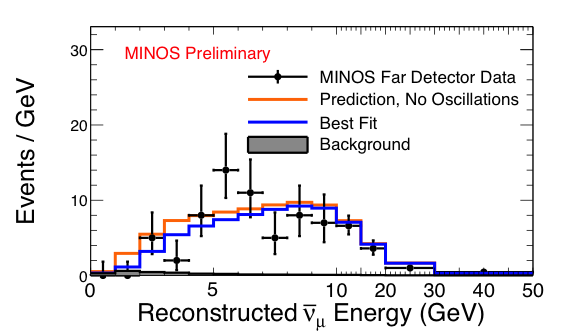 MINOS Preliminary
MINOS Far Detector Data
Prediction, No Oscillations
Best Fit
Background
Events / GeV
30
20
10
0
0 5 10 20 30 40 50
Reconstructed ν̅μ Energy (GeV)